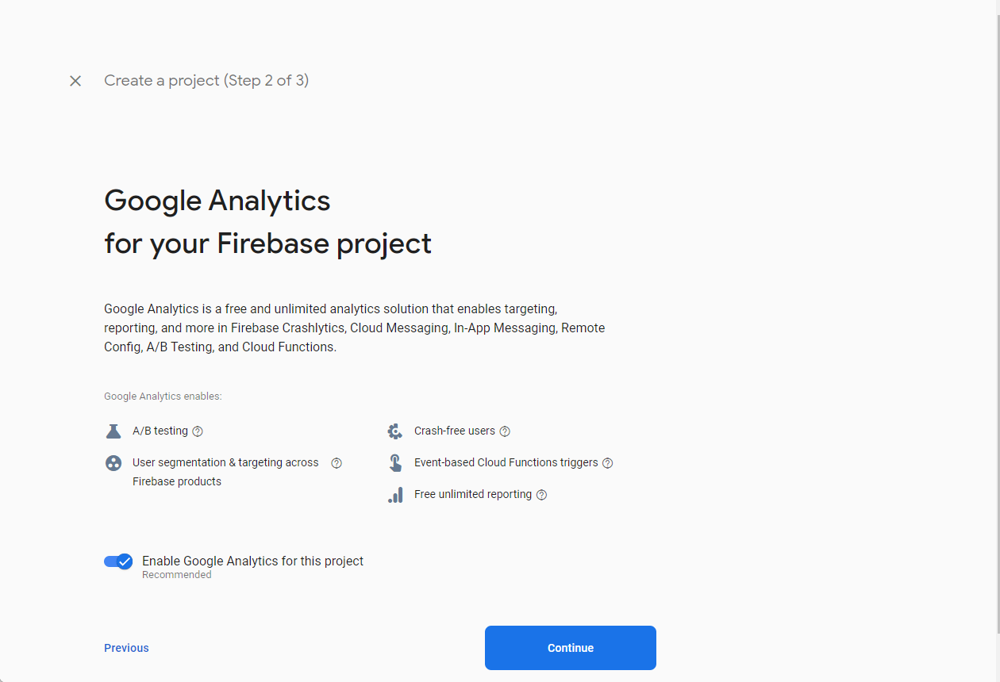 Create a project (Step 2 of 3)
Google Analytics
for your Firebase project
Google Analytics is a free and unlimited analytics solution that enables targeting,
reporting, and more in Firebase Crashlytics, Cloud Messaging, In-App Messaging, Remote
Config, A/B Testing, and Cloud Functions.
Google Analytics enables:
A/B testing
User segmentation & targeting across
Firebase products
Crash-free users
Event-based Cloud Functions triggers
Free unlimited reporting
Enable Google Analytics for this project
Recommended
Previous
Continue